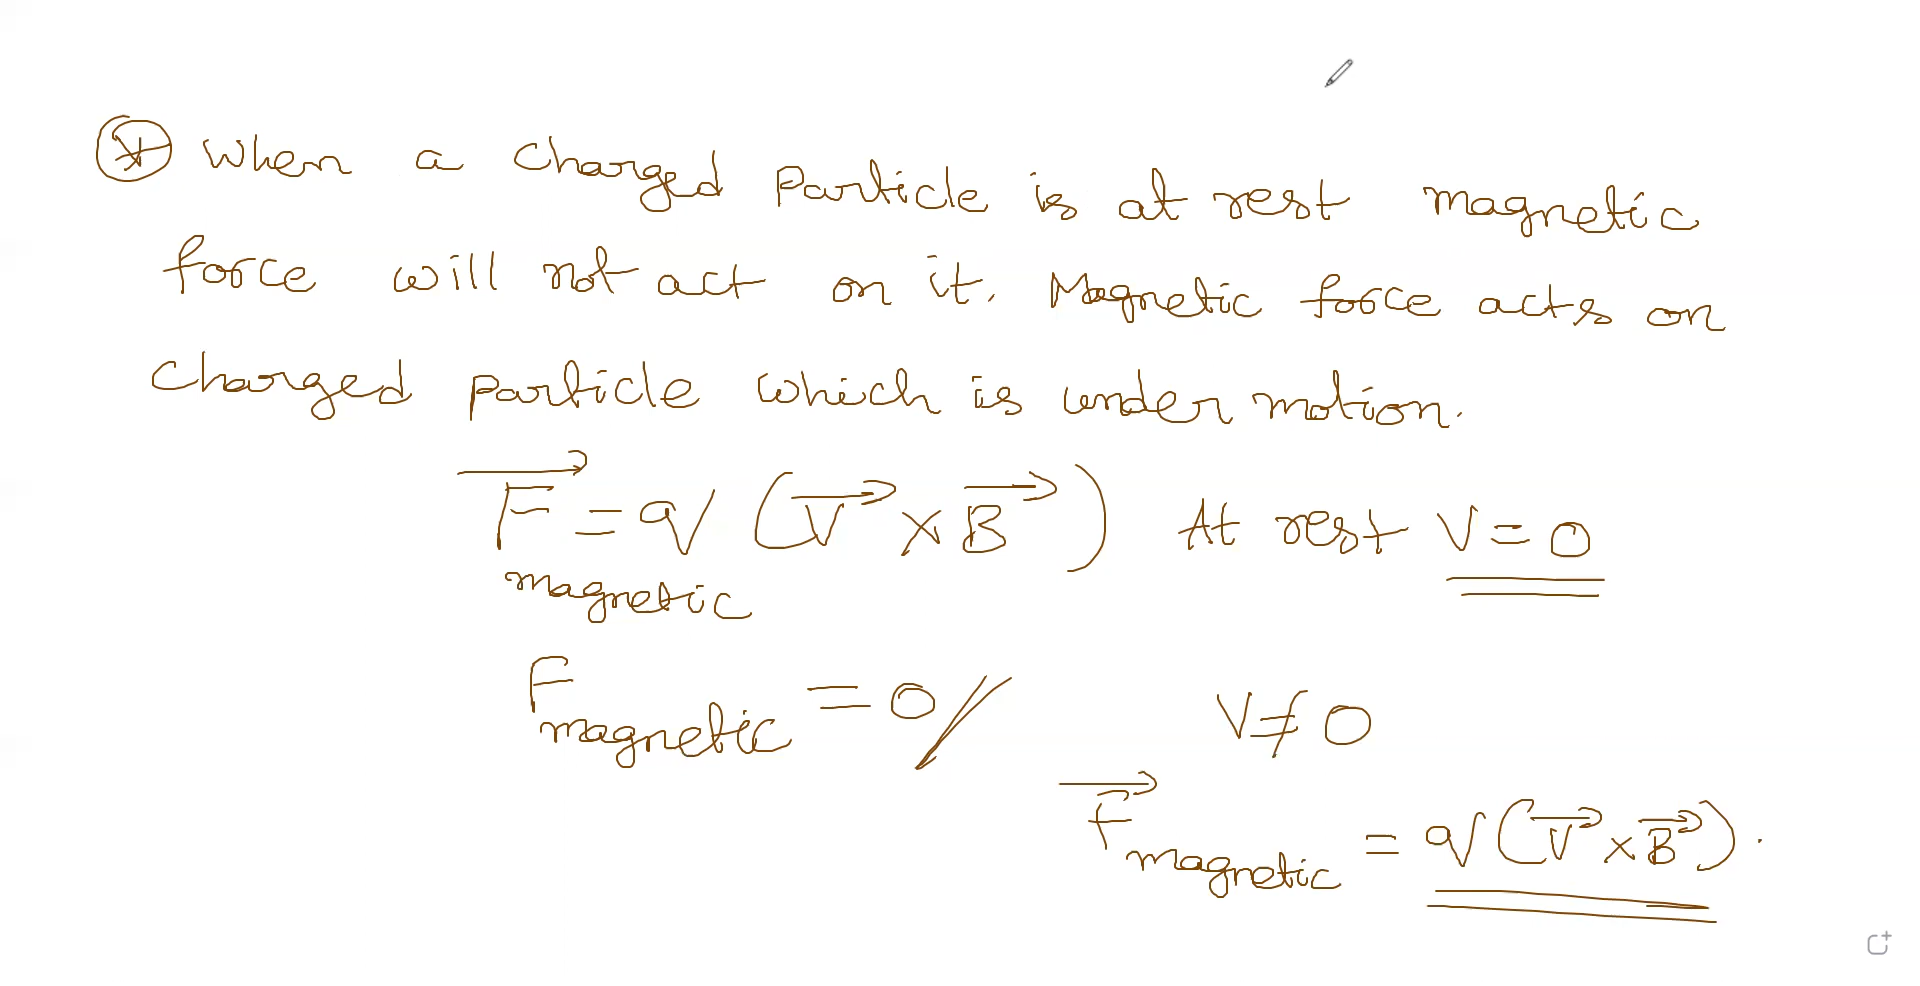 When a charged particle is at rest magnetic
force will not act on it. Magnetic force acts on
charged particle which is under motion.
F⃗ magnetic = q (V⃗ × B⃗) At rest V = 0
F magnetic = 0 V ≠ 0
F⃗ magnetic = q (V⃗ × B⃗).